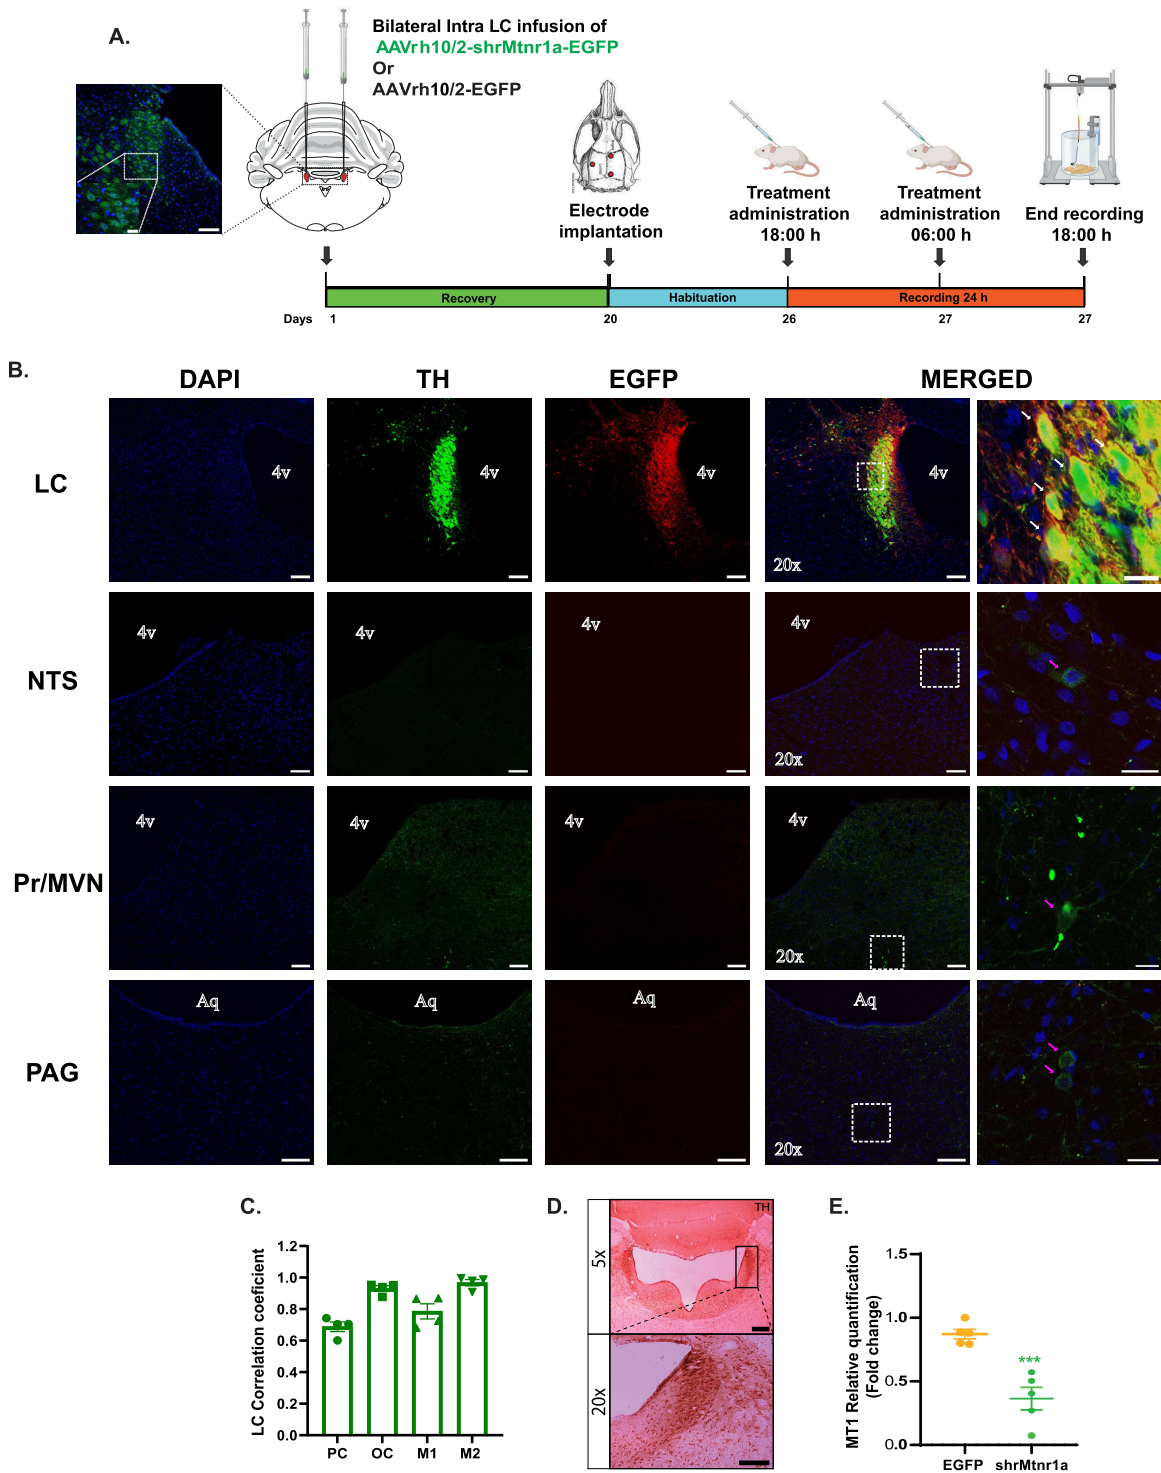 A.
Bilateral Intra LC infusion of
AAVrh10/2-shrMtnr1a-EGFP
Or
AAVrh10/2-EGFP
Electrode
implantation
Treatment
administration
18:00 h
Treatment
administration
06:00 h
End recording
18:00 h
Recovery
Habituation
Recording 24 h
Days
1
20
26
27
27
B.
DAPI
TH
EGFP
MERGED
LC
4v
4v
4v
4v
20x
NTS
4v
4v
4v
20x
Pr/MVN
4v
4v
4v
4v
20x
PAG
Aq
Aq
Aq
Aq
20x
C.
LC Correlation coeficient
1.2
1.0
0.8
0.6
0.4
0.2
0.0
PC
OC
M1
M2
D.
5x
TH
20x
E.
MT1 Relative quantification
(Fold change)
1.5
1.0
0.5
0.0
***
EGFP
shrMtnr1a